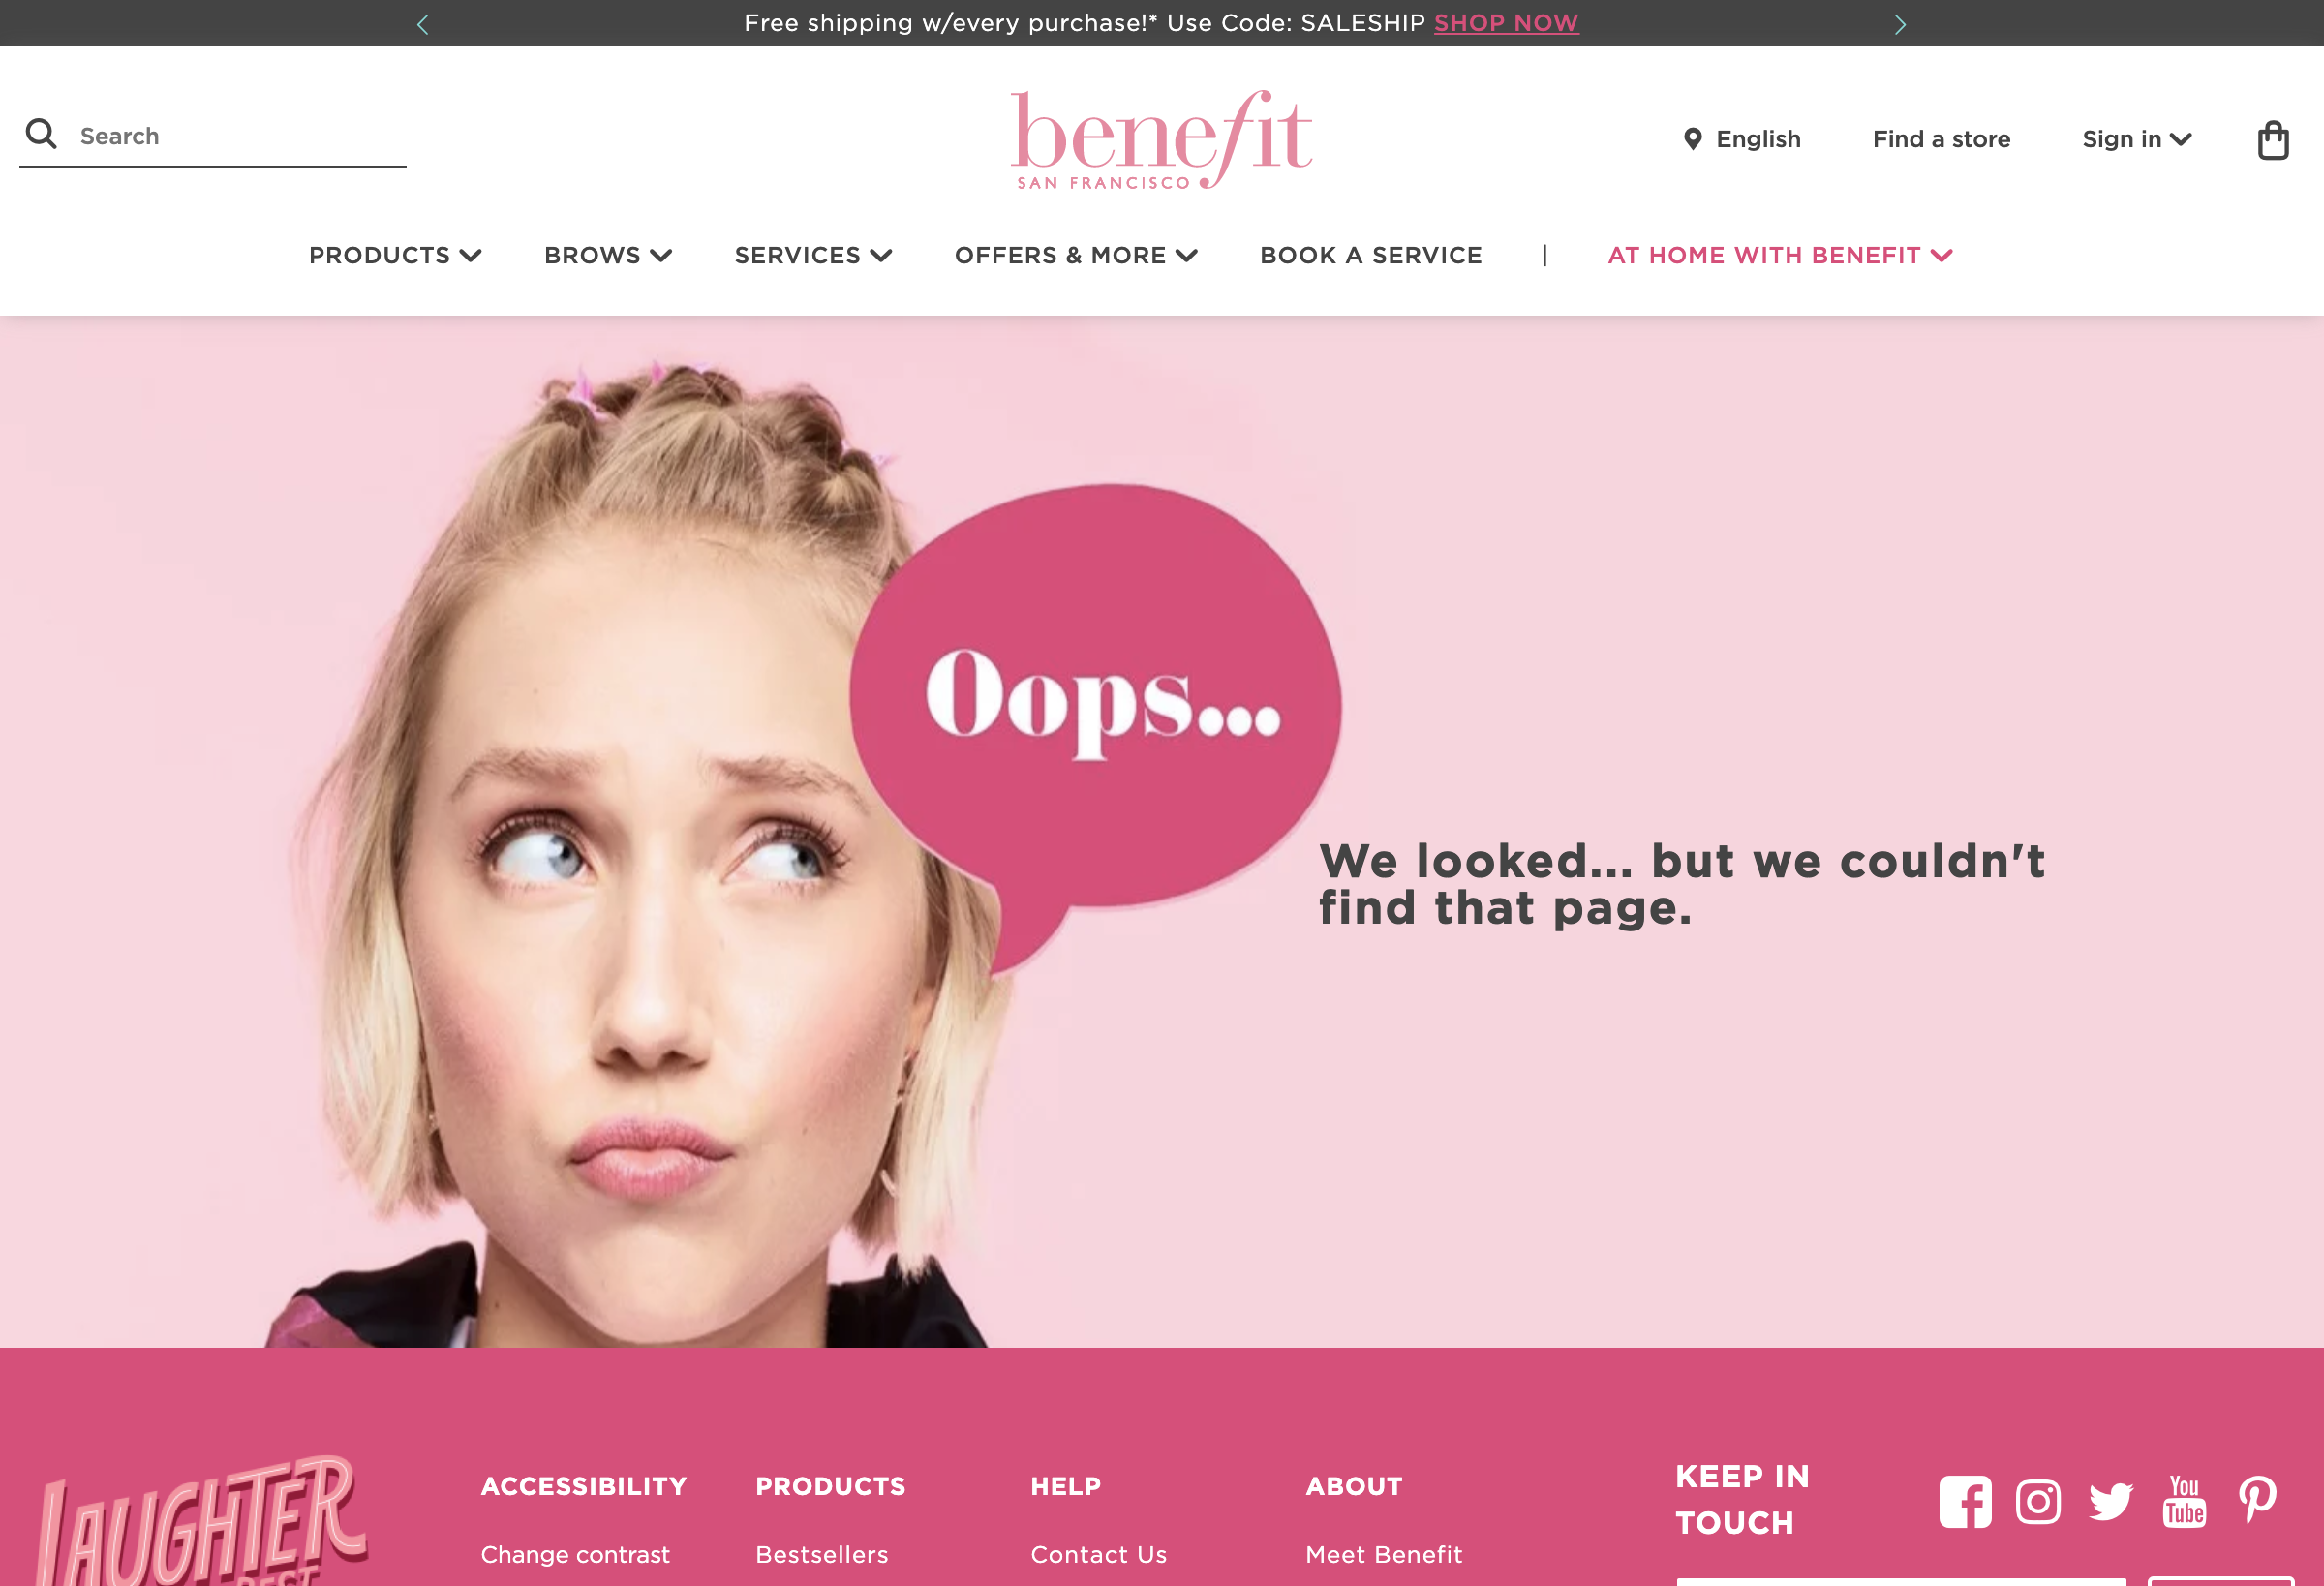 Free shipping w/every purchase!* Use Code: SALESHIP SHOP NOW
Search
benefit
SAN FRANCISCO
English
Find a store
Sign in
PRODUCTS
BROWS
SERVICES
OFFERS & MORE
BOOK A SERVICE
|
AT HOME WITH BENEFIT
Oops...
We looked... but we couldn't
find that page.
LAUGHTER
BEST
ACCESSIBILITY
Change contrast
PRODUCTS
Bestsellers
HELP
Contact Us
ABOUT
Meet Benefit
KEEP IN
TOUCH
You
Tube